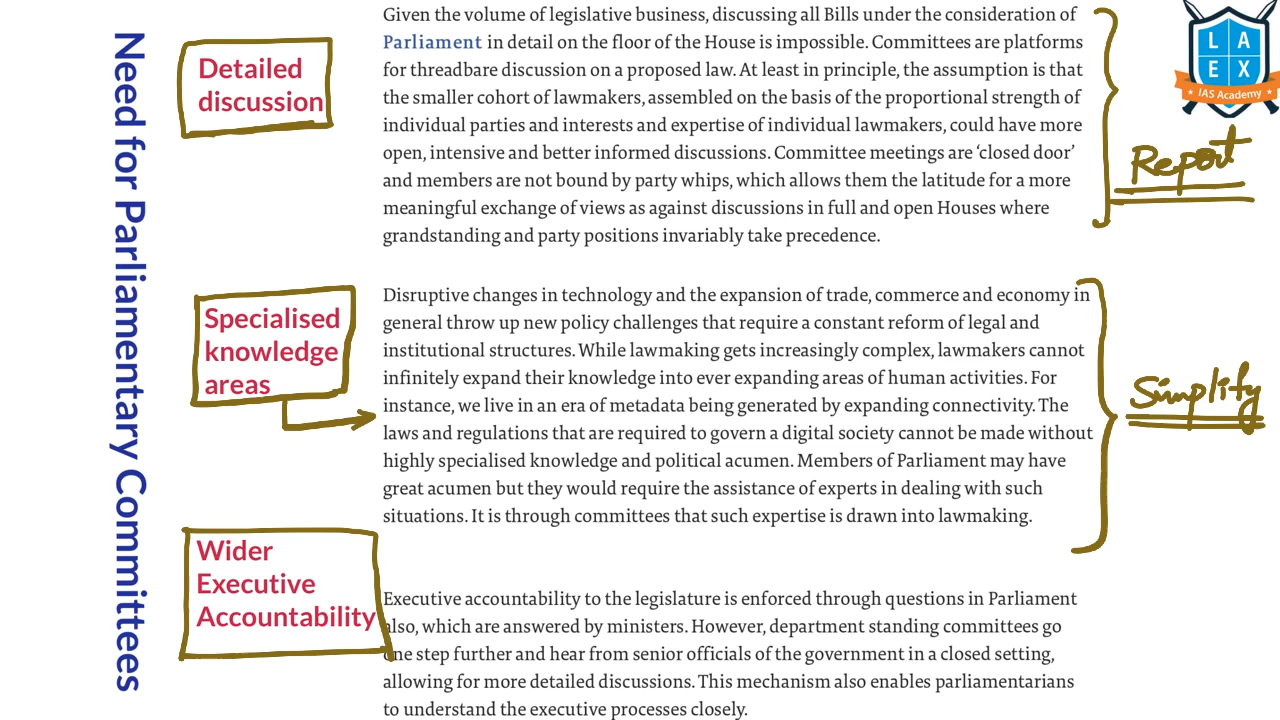 Need for Parliamentary Committees
Detailed
discussion
Given the volume of legislative business, discussing all Bills under the consideration of
Parliament in detail on the floor of the House is impossible. Committees are platforms
for threadbare discussion on a proposed law. At least in principle, the assumption is that
the smaller cohort of lawmakers, assembled on the basis of the proportional strength of
individual parties and interests and expertise of individual lawmakers, could have more
open, intensive and better informed discussions. Committee meetings are ‘closed door’
and members are not bound by party whips, which allows them the latitude for a more
meaningful exchange of views as against discussions in full and open Houses where
grandstanding and party positions invariably take precedence.
Report
L A
E X
IAS Academy
Specialised
knowledge
areas
Disruptive changes in technology and the expansion of trade, commerce and economy in
general throw up new policy challenges that require a constant reform of legal and
institutional structures. While lawmaking gets increasingly complex, lawmakers cannot
infinitely expand their knowledge into ever expanding areas of human activities. For
instance, we live in an era of metadata being generated by expanding connectivity. The
laws and regulations that are required to govern a digital society cannot be made without
highly specialised knowledge and political acumen. Members of Parliament may have
great acumen but they would require the assistance of experts in dealing with such
situations. It is through committees that such expertise is drawn into lawmaking.
Simplify
Wider
Executive
Accountability
Executive accountability to the legislature is enforced through questions in Parliament
also, which are answered by ministers. However, department standing committees go
one step further and hear from senior officials of the government in a closed setting,
allowing for more detailed discussions. This mechanism also enables parliamentarians
to understand the executive processes closely.